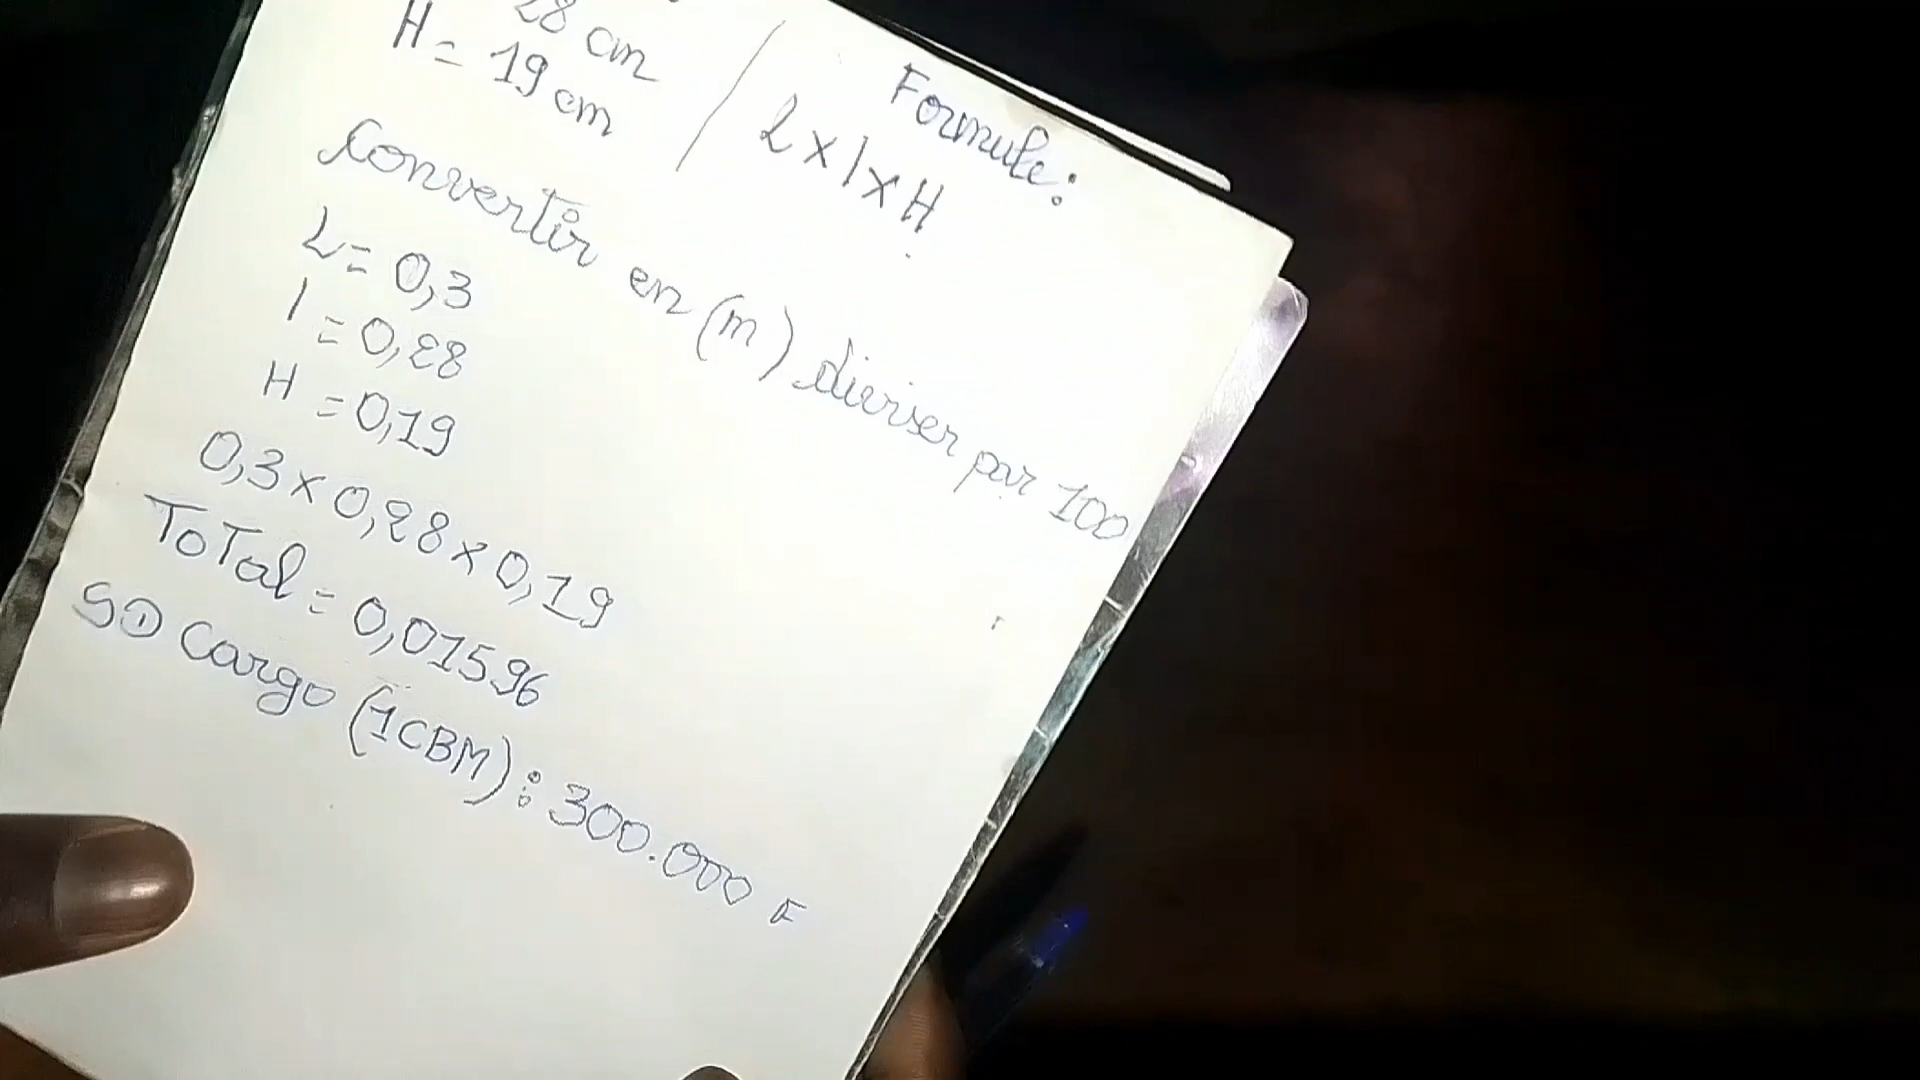 28 cm
H = 19 cm
Formule:
L x l x H
Convertir en (m) diviser par 100
L = 0,3
l = 0,28
H = 0,19
0,3 x 0,28 x 0,19
ToTal = 0,01596
SD Cargo (1CBM) : 300.000 F